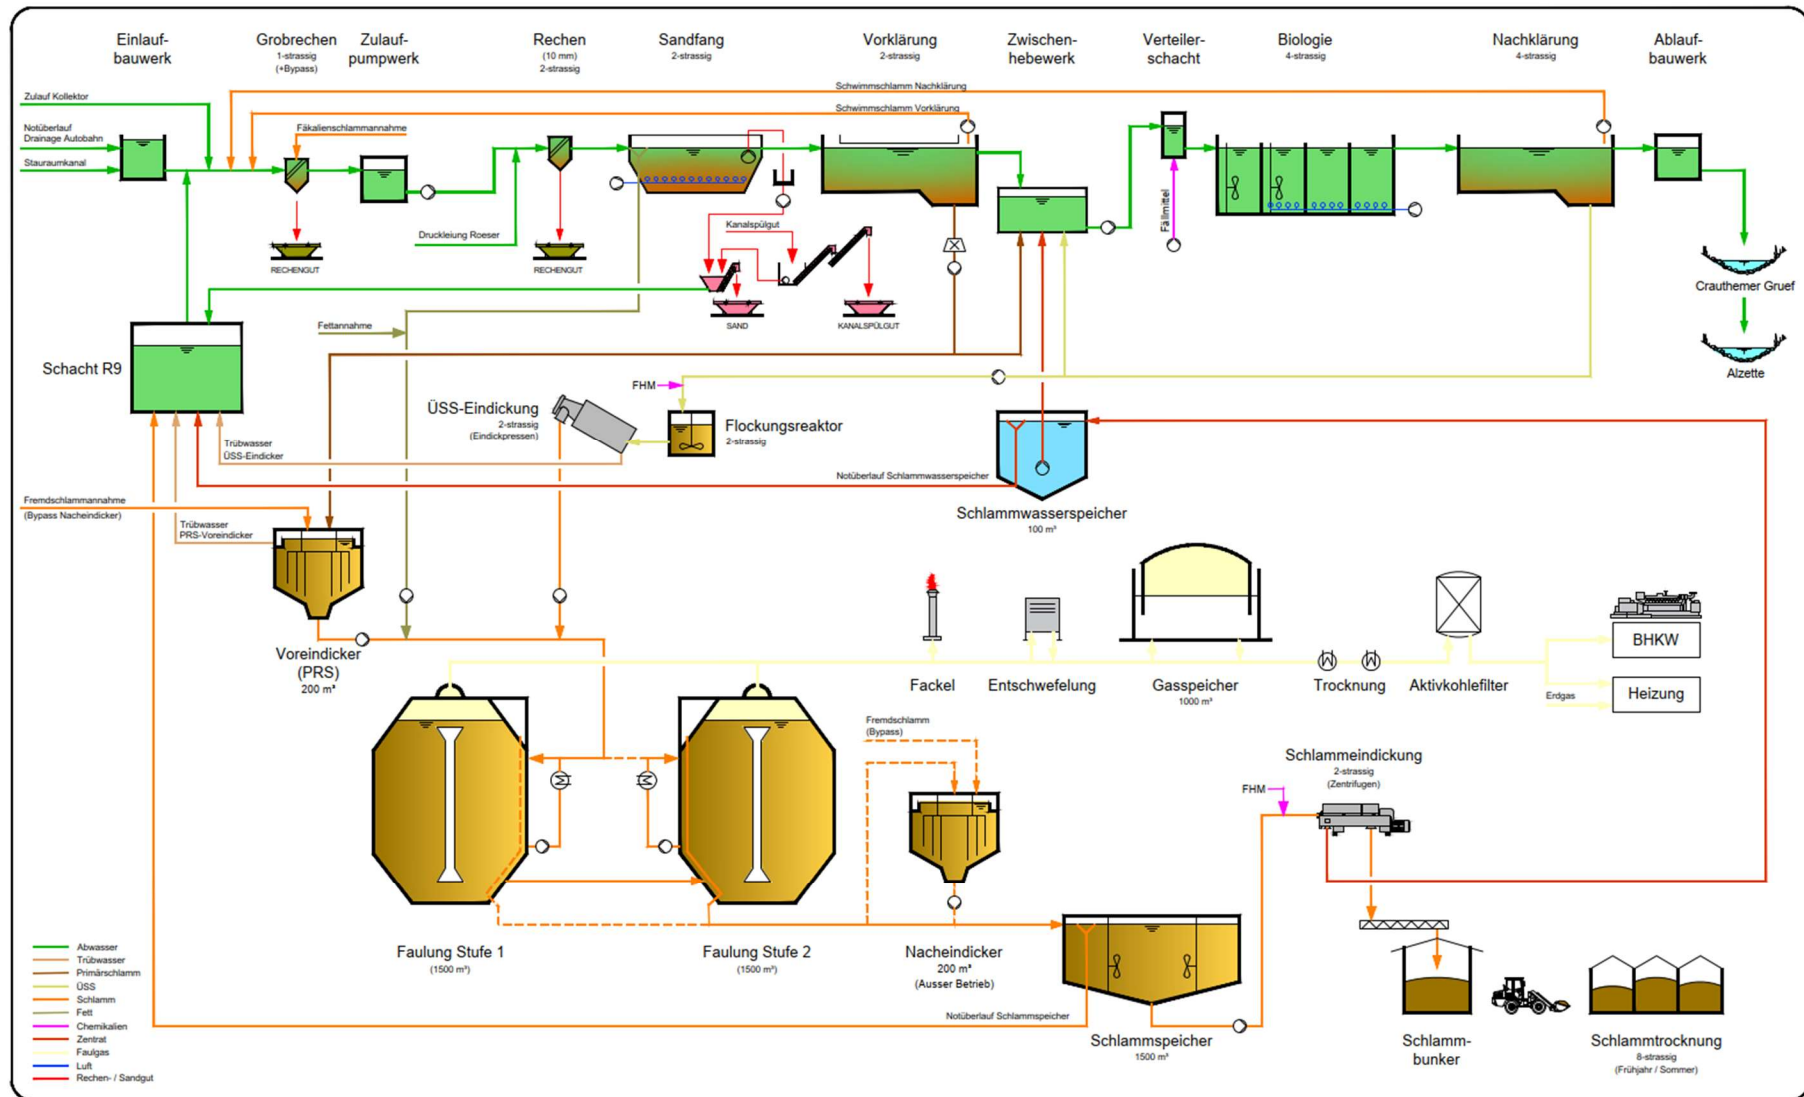 Einlauf-
bauwerk
Grobrechen
1-strassig
(+Bypass)
Zulauf-
pumpwerk
Rechen
(10 mm)
2-strassig
Sandfang
2-strassig
Vorklärung
2-strassig
Zwischen-
hebewerk
Verteiler-
schacht
Biologie
4-strassig
Nachklärung
4-strassig
Ablauf-
bauwerk
Zulauf Kollektor
Notüberlauf
Drainage Autobahn
Stauraumkanal
Fäkalienschlammannahme
Schwimmschlamm Nachklärung
Schwimmschlamm Vorklärung
Fällmittel
Druckleiung Roeser
Kanalspülgut
RECHENGUT
RECHENGUT
SAND
KANALSPÜLGUT
Crauthemer Gruef
Alzette
Fettannahme
Schacht R9
FHM
ÜSS-Eindickung
2-strassig
(Eindickpressen)
Flockungsreaktor
2-strassig
Trübwasser
ÜSS-Eindicker
Notüberlauf Schlammwasserspeicher
Schlammwasserspeicher
100 m³
Fremdschlammannahme
(Bypass Nacheindicker)
Trübwasser
PRS-Voreindicker
Voreindicker
(PRS)
200 m³
Fackel
Entschwefelung
Gasspeicher
1000 m³
Trocknung
Aktivkohlefilter
BHKW
Erdgas
Heizung
Fremdschlamm
(Bypass)
Schlammeindickung
2-strassig
(Zentrifugen)
FHM
Faulung Stufe 1
(1500 m³)
Faulung Stufe 2
(1500 m³)
Nacheindicker
200 m³
(Ausser Betrieb)
Notüberlauf Schlammspeicher
Schlammspeicher
1500 m³
Schlamm-
bunker
Schlammtrocknung
8-strassig
(Frühjahr / Sommer)
Abwasser
Trübwasser
Primärschlamm
ÜSS
Schlamm
Fett
Chemikalien
Zentrat
Faulgas
Luft
Rechen- / Sandgut